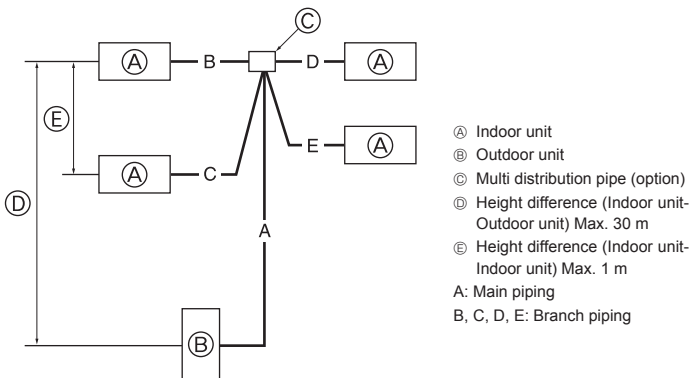 Ⓒ
Ⓐ B D Ⓐ
Ⓔ
Ⓐ C E Ⓐ
Ⓓ
A
Ⓑ
Ⓐ Indoor unit
Ⓑ Outdoor unit
Ⓒ Multi distribution pipe (option)
Ⓓ Height difference (Indoor unit-
Outdoor unit) Max. 30 m
Ⓔ Height difference (Indoor unit-
Indoor unit) Max. 1 m
A: Main piping
B, C, D, E: Branch piping